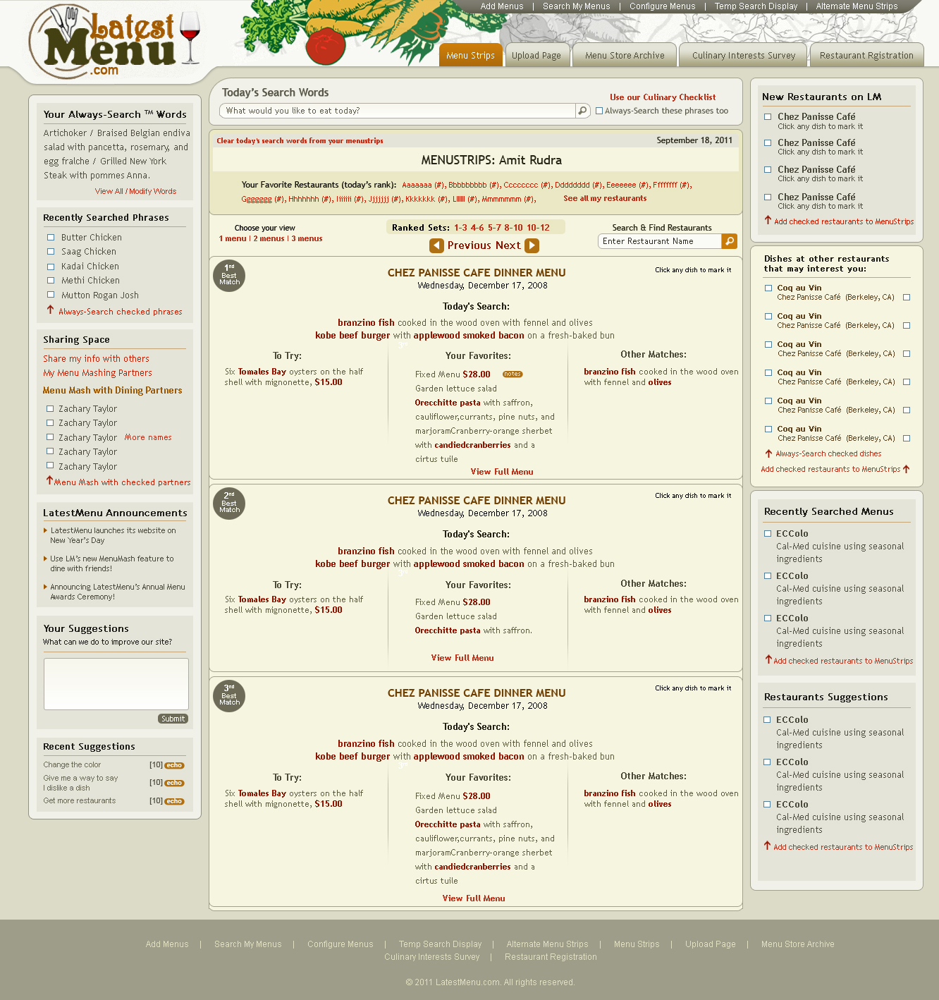 Add Menus | Search My Menus | Configure Menus | Temp Search Display | Alternate Menu Strips
Latest
Menu
.com
Menu Strips
Upload Page
Menu Store Archive
Culinary Interests Survey
Restaurant Rgistration
Your Always-Search TM Words
Artichoker / Braised Belgian endiva
salad with pancetta, rosemary, and
egg fralche / Grilled New York
Steak with pommes Anna.
View All / Modify Words
Recently Searched Phrases
Butter Chicken
Saag Chicken
Kadai Chicken
Methi Chicken
Mutton Rogan Josh
Always-Search checked phrases
Sharing Space
Share my info with others
My Menu Mashing Partners
Menu Mash with Dining Partners
Zachary Taylor
Zachary Taylor
Zachary Taylor More names
Zachary Taylor
Zachary Taylor
Menu Mash with checked partners
LatestMenu Announcements
LatestMenu launches its website on
New Year's Day
Use LM's new MenuMash feature to
dine with friends!
Announcing LatestMenu's Annual Menu
Awards Ceremony!
Your Suggestions
What can we do to improve our site?
Submit
Recent Suggestions
Change the color [10] echo
Give me a way to say
I dislike a dish [10] echo
Get more restaurants [10] echo
Today's Search Words
What would you like to eat today?
Use our Culinary Checklist
Always-Search these phrases too
Clear today's search words from your menustrips
September 18, 2011
MENUSTRIPS: Amit Rudra
Your Favorite Restaurants (today's rank): Aaaaaaa (#), Bbbbbbbbb (#), Cccccccc (#), Dddddddd (#), Eeeeeee (#), Ffffffff (#),
Ggggggg (#), Hhhhhhh (#), Iiiiiii (#), Jjjjjjj (#), Kkkkkkk (#), Lllllll (#), Mmmmmmm (#), See all my restaurants
Choose your view
1 menu | 2 menus | 3 menus
Ranked Sets: 1-3 4-6 5-7 8-10 10-12
Previous Next
Search & Find Restaurants
Enter Restaurant Name
1nd
Best
Match
CHEZ PANISSE CAFE DINNER MENU
Wednesday, December 17, 2008
Click any dish to mark it
Today's Search:
branzino fish cooked in the wood oven with fennel and olives
kobe beef burger with applewood smoked bacon on a fresh-baked bun
3rd
To Try:
Six Tomales Bay oysters on the half
shell with mignonette, $15.00
Your Favorites:
Fixed Menu $28.00 notes
Garden lettuce salad
Orecchitte pasta with saffron,
cauliflower,currants, pine nuts, and
marjoramCranberry-orange sherbet
with candiedcranberries and a
cirtus tuile
View Full Menu
Other Matches:
branzino fish cooked in the wood oven
with fennel and olives
2nd
Best
Match
CHEZ PANISSE CAFE DINNER MENU
Wednesday, December 17, 2008
Click any dish to mark it
Today's Search:
branzino fish cooked in the wood oven with fennel and olives
kobe beef burger with applewood smoked bacon on a fresh-baked bun
3rd
To Try:
Six Tomales Bay oysters on the half
shell with mignonette, $15.00
Your Favorites:
Fixed Menu $28.00
Garden lettuce salad
Orecchitte pasta with saffron.
View Full Menu
Other Matches:
branzino fish cooked in the wood oven
with fennel and olives
3nd
Best
Match
CHEZ PANISSE CAFE DINNER MENU
Wednesday, December 17, 2008
Click any dish to mark it
Today's Search:
branzino fish cooked in the wood oven with fennel and olives
kobe beef burger with applewood smoked bacon on a fresh-baked bun
3rd
To Try:
Six Tomales Bay oysters on the half
shell with mignonette, $15.00
Your Favorites:
Fixed Menu $28.00
Garden lettuce salad
Orecchitte pasta with saffron,
cauliflower,currants, pine nuts, and
marjoramCranberry-orange sherbet
with candiedcranberries and a
cirtus tuile
View Full Menu
Other Matches:
branzino fish cooked in the wood oven
with fennel and olives
New Restaurants on LM
Chez Panisse Café
Click any dish to mark it
Chez Panisse Café
Click any dish to mark it
Chez Panisse Café
Click any dish to mark it
Chez Panisse Café
Click any dish to mark it
Add checked restaurants to MenuStrips
Dishes at other restaurants
that may interest you:
Coq au Vin
Chez Panisse Café (Berkeley, CA)
Coq au Vin
Chez Panisse Café (Berkeley, CA)
Coq au Vin
Chez Panisse Café (Berkeley, CA)
Coq au Vin
Chez Panisse Café (Berkeley, CA)
Coq au Vin
Chez Panisse Café (Berkeley, CA)
Coq au Vin
Chez Panisse Café (Berkeley, CA)
Always-Search checked dishes
Add checked restaurants to MenuStrips
Recently Searched Menus
ECColo
Cal-Med cuisine using seasonal
ingredients
ECColo
Cal-Med cuisine using seasonal
ingredients
ECColo
Cal-Med cuisine using seasonal
ingredients
Add checked restaurants to MenuStrips
Restaurants Suggestions
ECColo
Cal-Med cuisine using seasonal
ingredients
ECColo
Cal-Med cuisine using seasonal
ingredients
ECColo
Cal-Med cuisine using seasonal
ingredients
Add checked restaurants to MenuStrips
Add Menus | Search My Menus | Configure Menus | Temp Search Display | Alternate Menu Strips | Menu Strips | Upload Page | Menu Store Archive
Culinary Interests Survey | Restaurant Registration
© 2011 LatestMenu.com. All rights reserved.